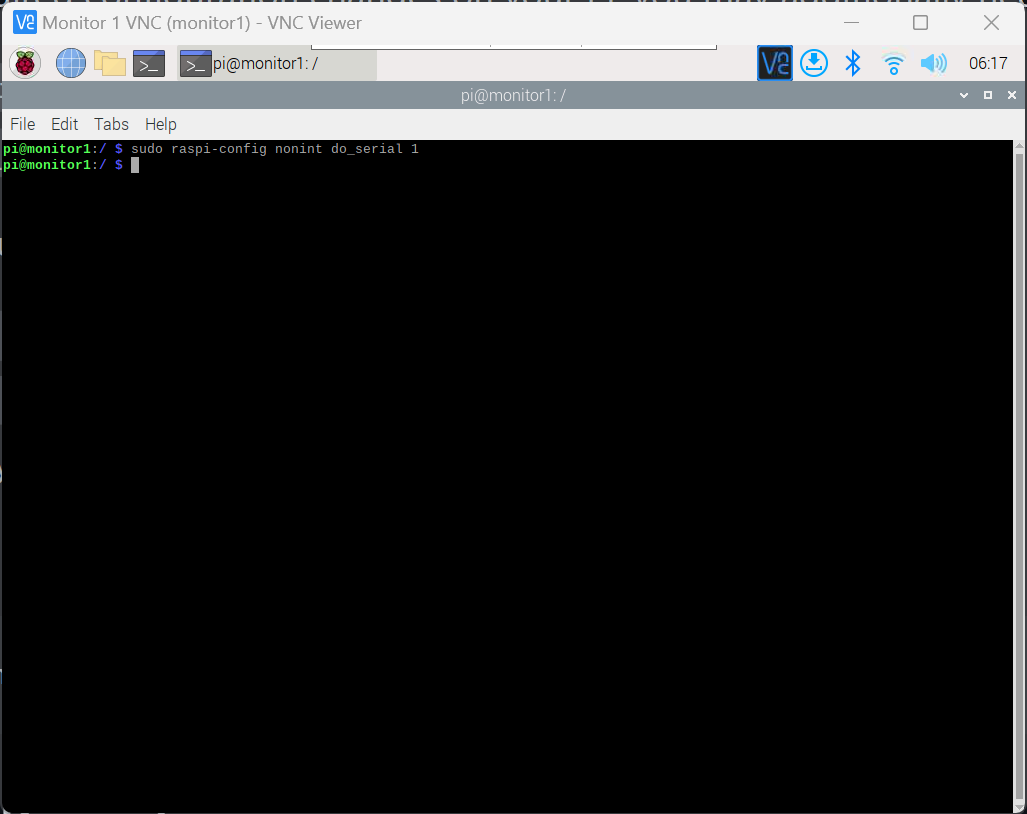 Monitor 1 VNC (monitor1) - VNC Viewer
pi@monitor1: / 06:17
pi@monitor1: /
File Edit Tabs Help
pi@monitor1:/ $ sudo raspi-config nonint do_serial 1
pi@monitor1:/ $